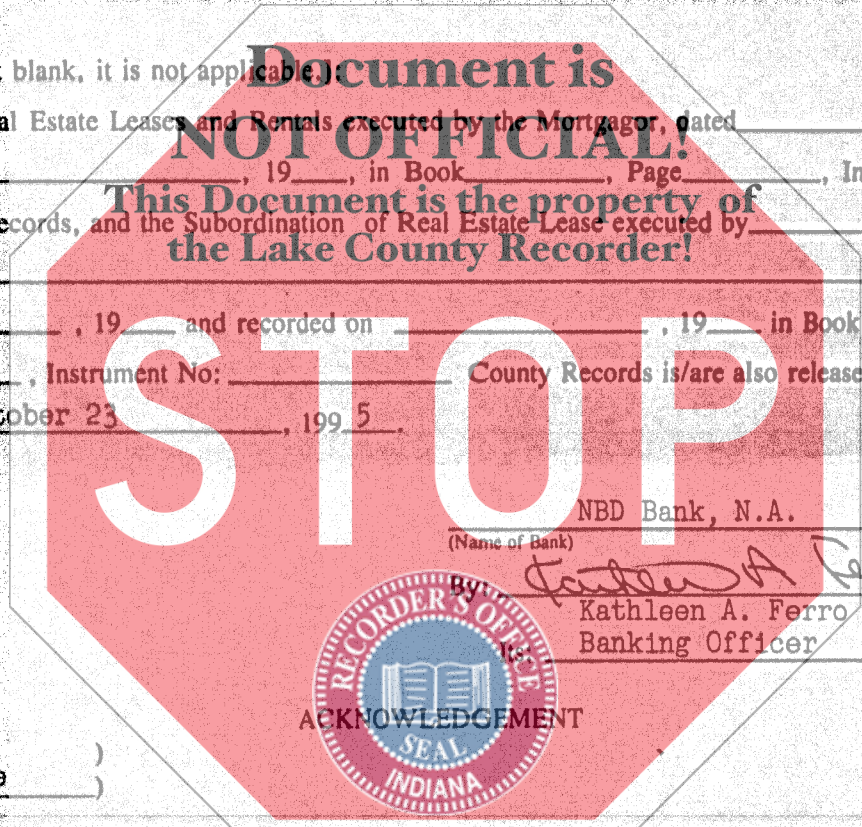 Document is
blank, it is not applicable.):
al Estate Leases and Rentals executed by the Mortgagor, dated
NOT OFFICIAL!
, 19 , in Book , Page , In
This Document is the property of
ecords, and the Subordination of Real Estate Lease executed by
the Lake County Recorder!
, 19 and recorded on , 19 in Book
, Instrument No: County Records is/are also release
ober 23 , 199 5 .
STOP
NBD Bank, N.A.
(Name of Bank)
By:
Kathleen A. Ferro
Its: Banking Officer
RECORDER'S OFFICE
ACKNOWLEDGEMENT
SEAL
INDIANA
)
)